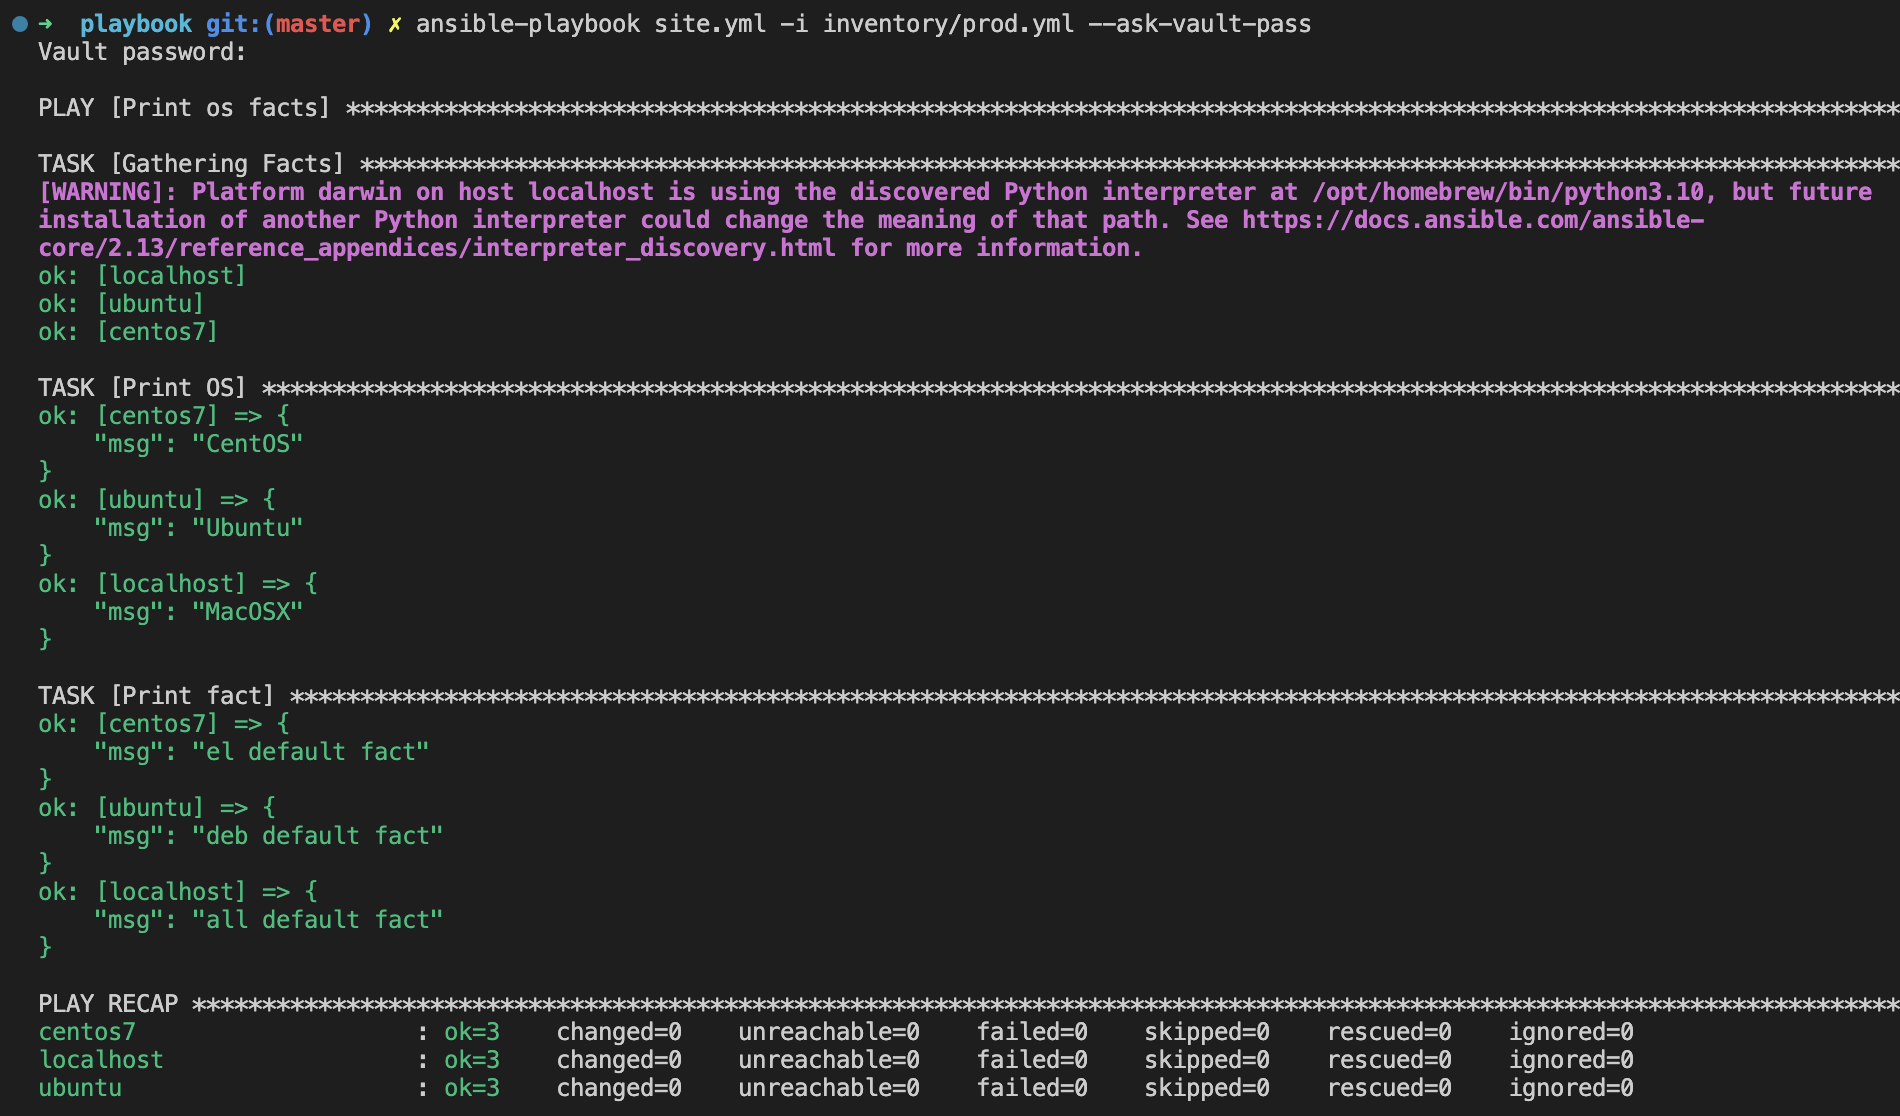 ➜  playbook git:(master) ✗ ansible-playbook site.yml -i inventory/prod.yml --ask-vault-pass
Vault password:
PLAY [Print os facts] ***************************************************************************************************************
TASK [Gathering Facts] **************************************************************************************************************
[WARNING]: Platform darwin on host localhost is using the discovered Python interpreter at /opt/homebrew/bin/python3.10, but future
installation of another Python interpreter could change the meaning of that path. See https://docs.ansible.com/ansible-
core/2.13/reference_appendices/interpreter_discovery.html for more information.
ok: [localhost]
ok: [ubuntu]
ok: [centos7]
TASK [Print OS] *********************************************************************************************************************
ok: [centos7] => {
    "msg": "CentOS"
}
ok: [ubuntu] => {
    "msg": "Ubuntu"
}
ok: [localhost] => {
    "msg": "MacOSX"
}
TASK [Print fact] *******************************************************************************************************************
ok: [centos7] => {
    "msg": "el default fact"
}
ok: [ubuntu] => {
    "msg": "deb default fact"
}
ok: [localhost] => {
    "msg": "all default fact"
}
PLAY RECAP **************************************************************************************************************************
centos7                    : ok=3    changed=0    unreachable=0    failed=0    skipped=0    rescued=0    ignored=0
localhost                  : ok=3    changed=0    unreachable=0    failed=0    skipped=0    rescued=0    ignored=0
ubuntu                     : ok=3    changed=0    unreachable=0    failed=0    skipped=0    rescued=0    ignored=0